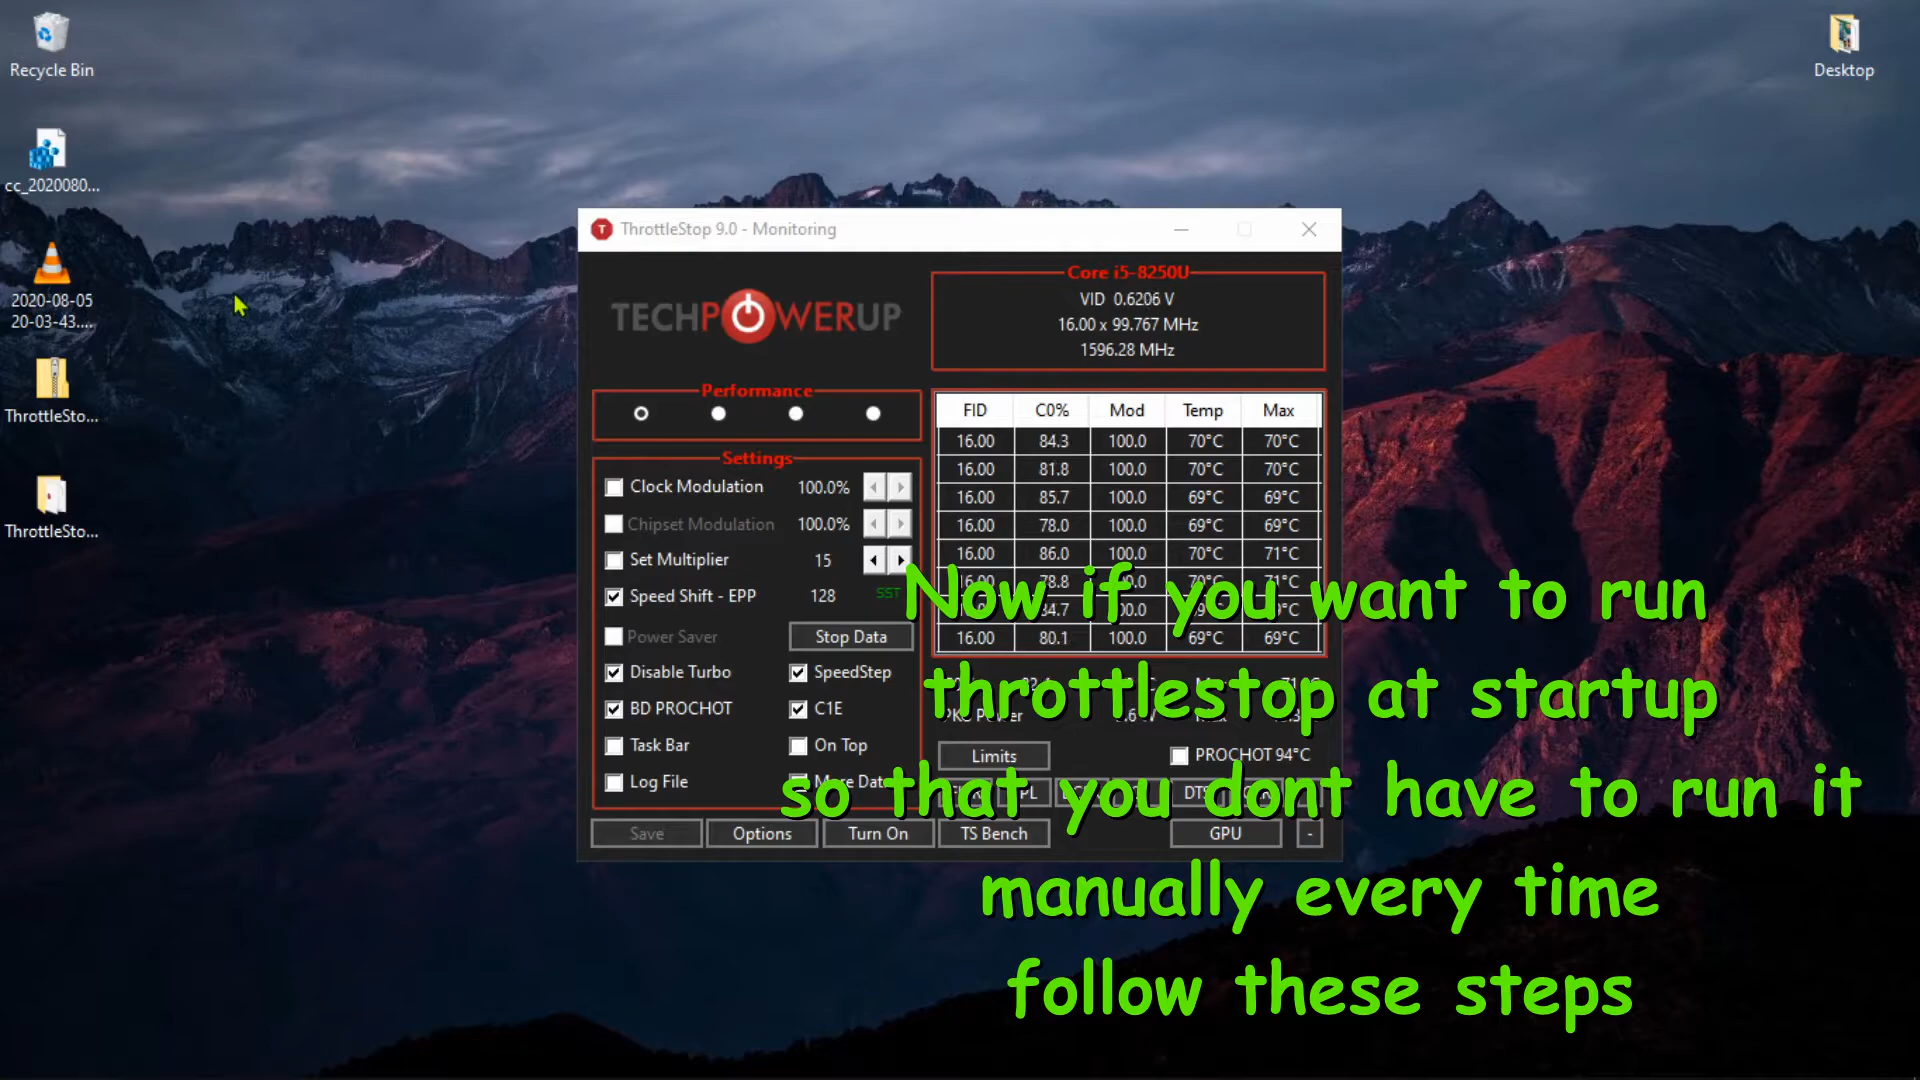 Recycle Bin
Desktop
cc_2020080...
2020-08-05
20-03-43....
ThrottleSto...
ThrottleSto...
ThrottleStop 9.0 - Monitoring
TECHPOWERUP
Core i5-8250U
VID 0.6206 V
16.00 x 99.767 MHz
1596.28 MHz
Performance
Settings
Clock Modulation 100.0%
Chipset Modulation 100.0%
Set Multiplier 15
Speed Shift - EPP 128 SST
Power Saver Stop Data
Disable Turbo SpeedStep
BD PROCHOT C1E
Task Bar On Top
Log File
FID C0% Mod Temp Max
16.00 84.3 100.0 70°C 70°C
16.00 81.8 100.0 70°C 70°C
16.00 85.7 100.0 69°C 69°C
16.00 78.0 100.0 69°C 69°C
16.00 86.0 100.0 70°C 71°C
16.00 80.1 100.0 69°C 69°C
Limits PROCHOT 94°C
Save Options Turn On TS Bench GPU -
Now if you want to run
throttlestop at startup
so that you dont have to run it
manually every time
follow these steps